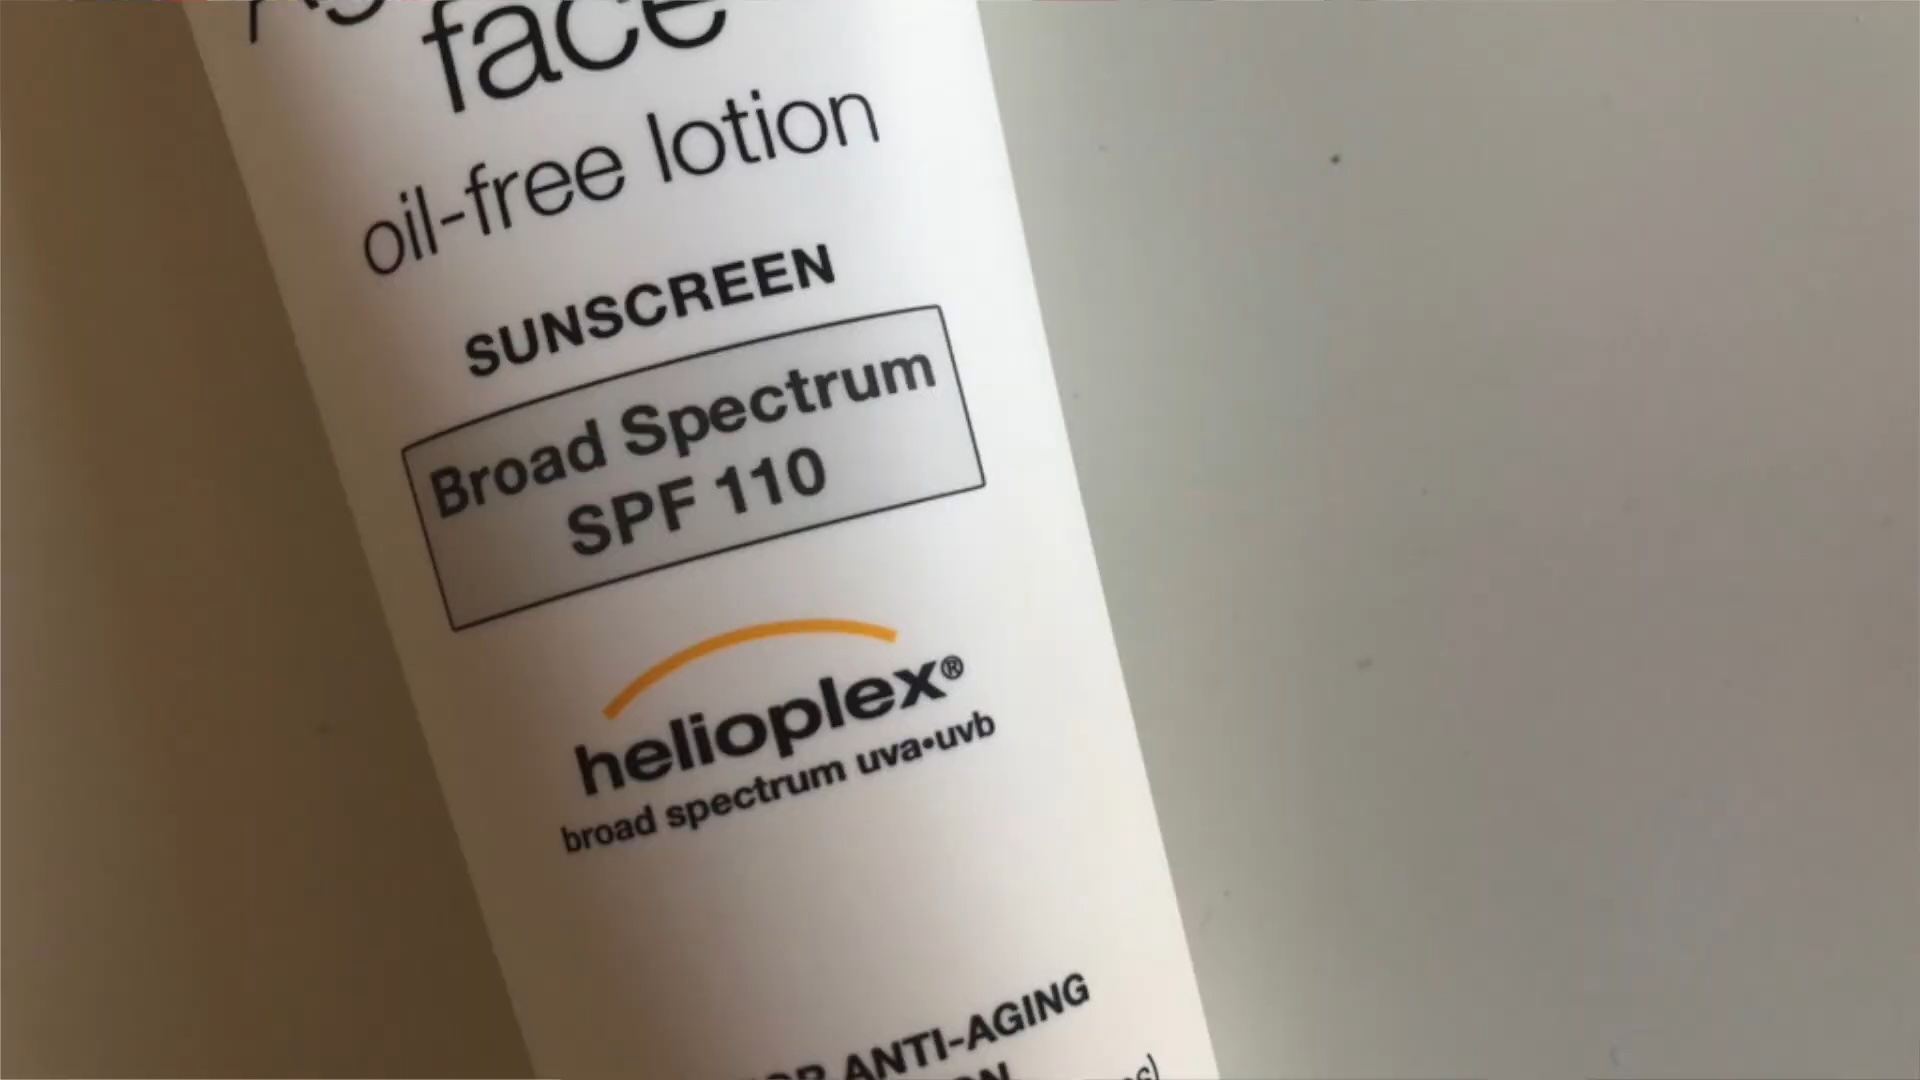 face
oil-free lotion
SUNSCREEN
Broad Spectrum
SPF 110
helioplex®
broad spectrum uva•uvb
ANTI-AGING